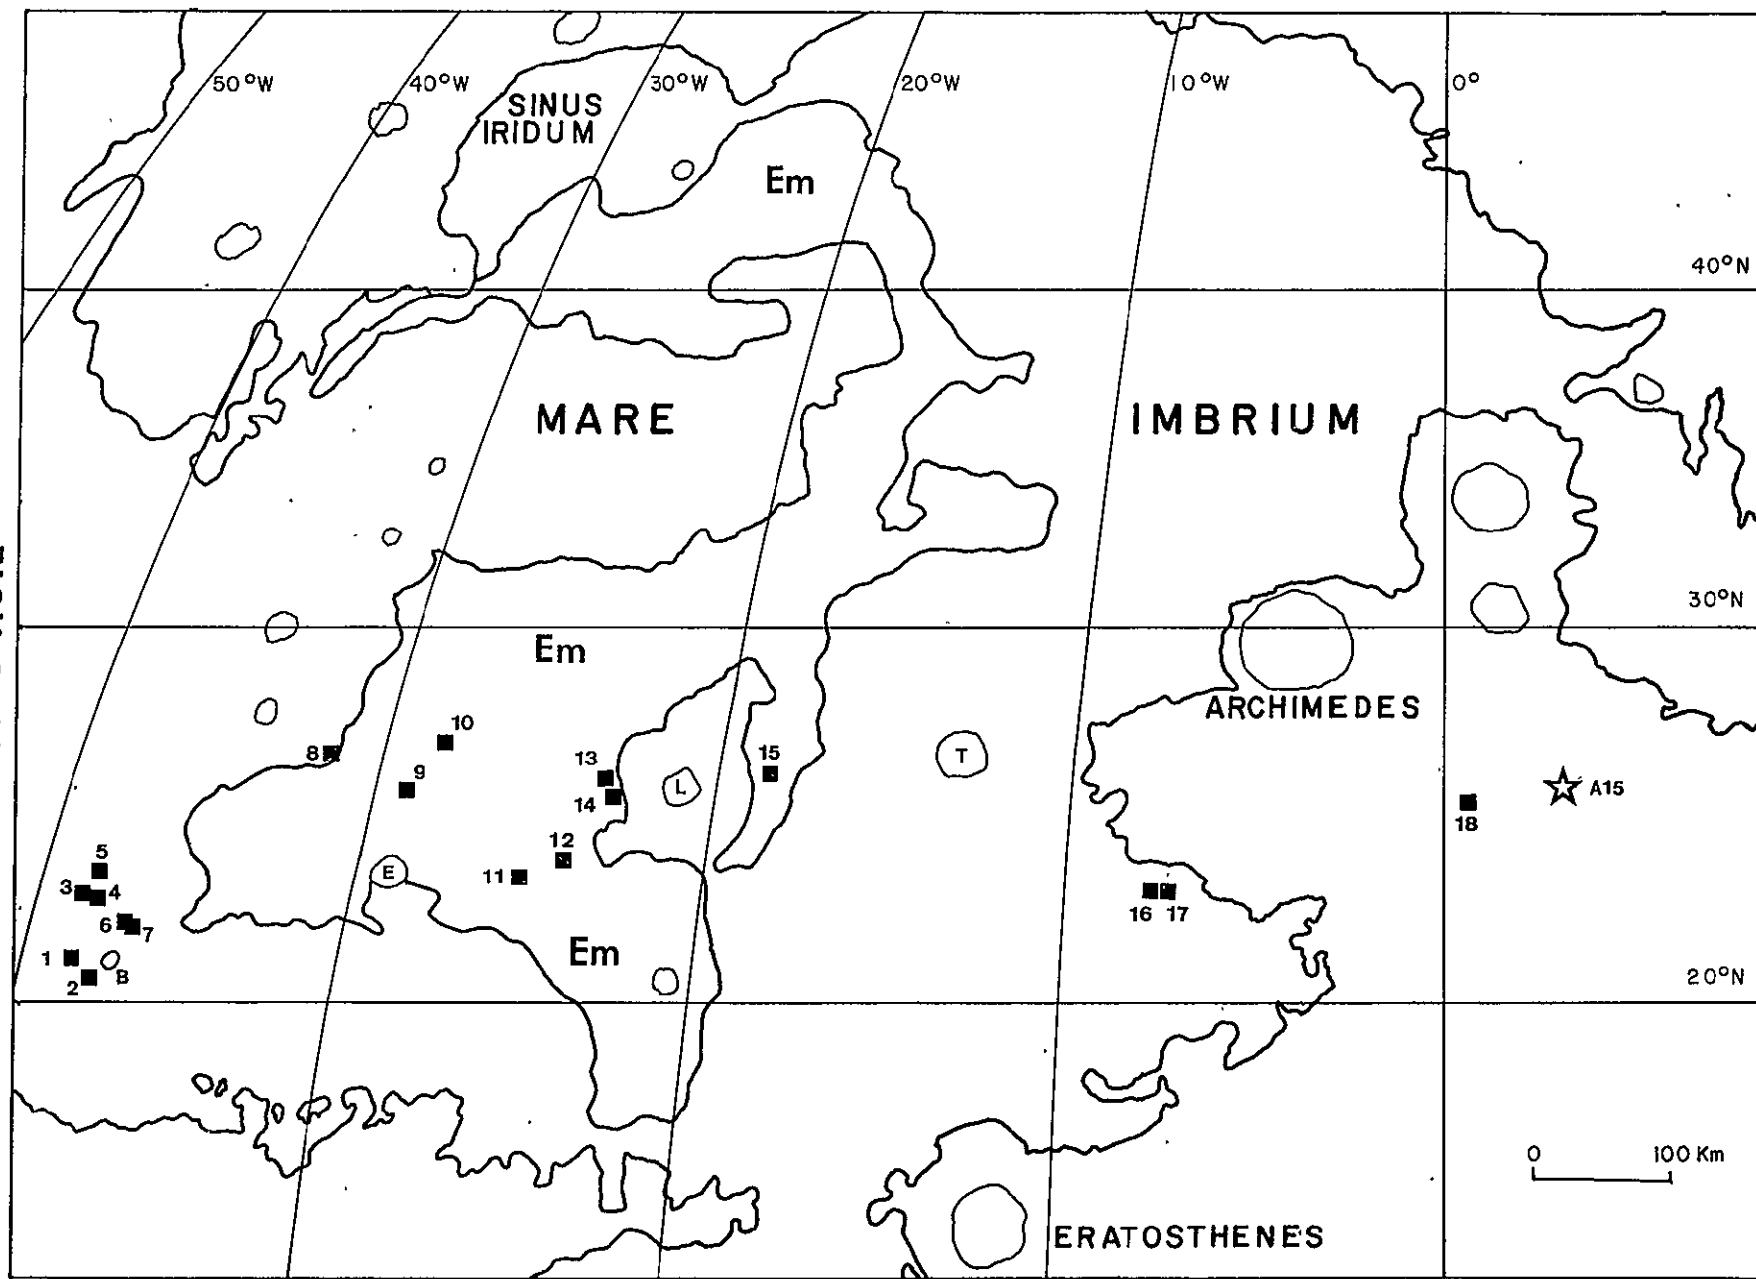 50°W
40°W
30°W
20°W
10°W
0°
SINUS
IRIDUM
Em
40°N
MARE IMBRIUM
30°N
Em
ARCHIMEDES
10
8
9
13
14
L
15
T
A15
18
12
11
E
5
3
4
6
7
16 17
1
B
2
Em
20°N
0 100 Km
ERATOSTHENES